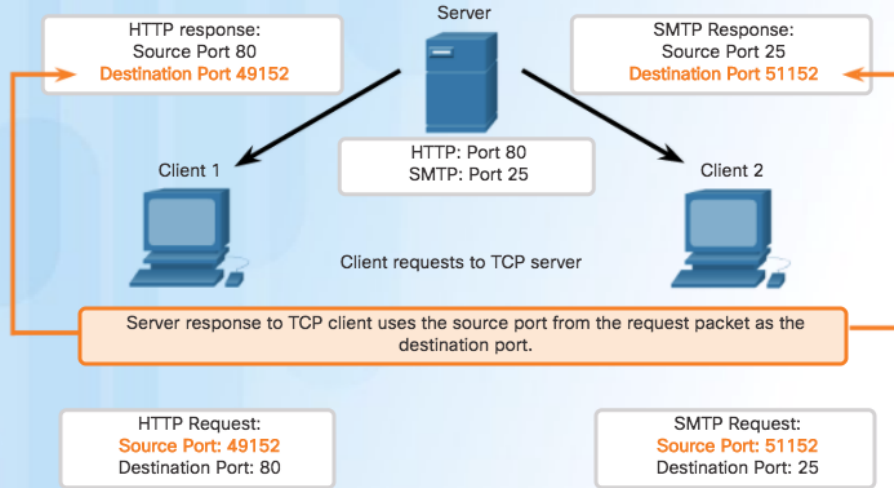 Server
HTTP response:
Source Port 80
Destination Port 49152
SMTP Response:
Source Port 25
Destination Port 51152
HTTP: Port 80
SMTP: Port 25
Client 1
Client 2
Client requests to TCP server
Server response to TCP client uses the source port from the request packet as the
destination port.
HTTP Request:
Source Port: 49152
Destination Port: 80
SMTP Request:
Source Port: 51152
Destination Port: 25